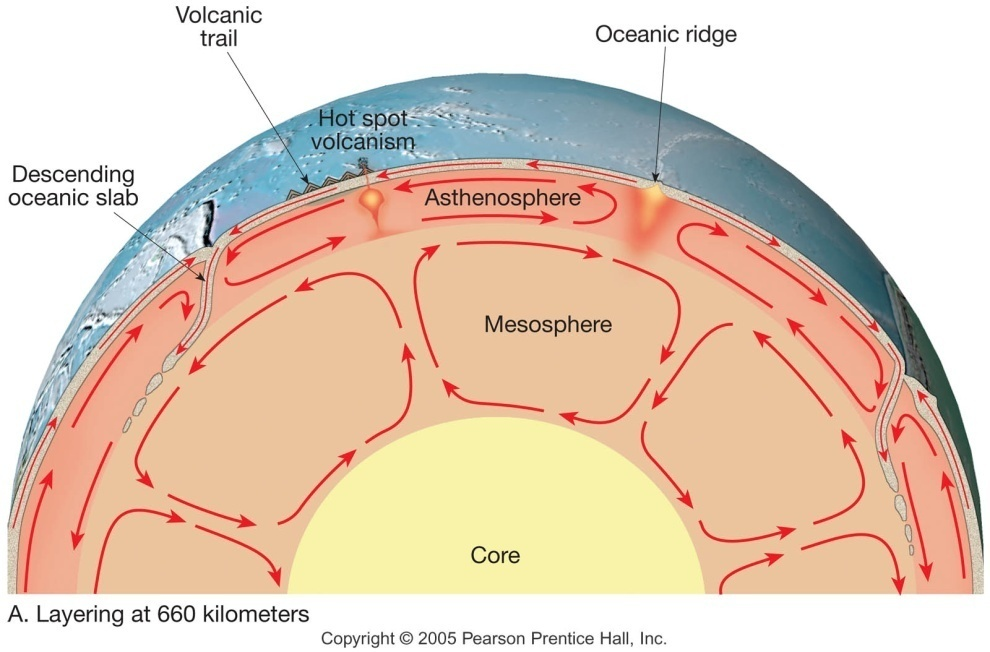 Volcanic
trail
Oceanic ridge
Hot spot
volcanism
Descending
oceanic slab
Asthenosphere
Mesosphere
Core
A. Layering at 660 kilometers
Copyright © 2005 Pearson Prentice Hall, Inc.